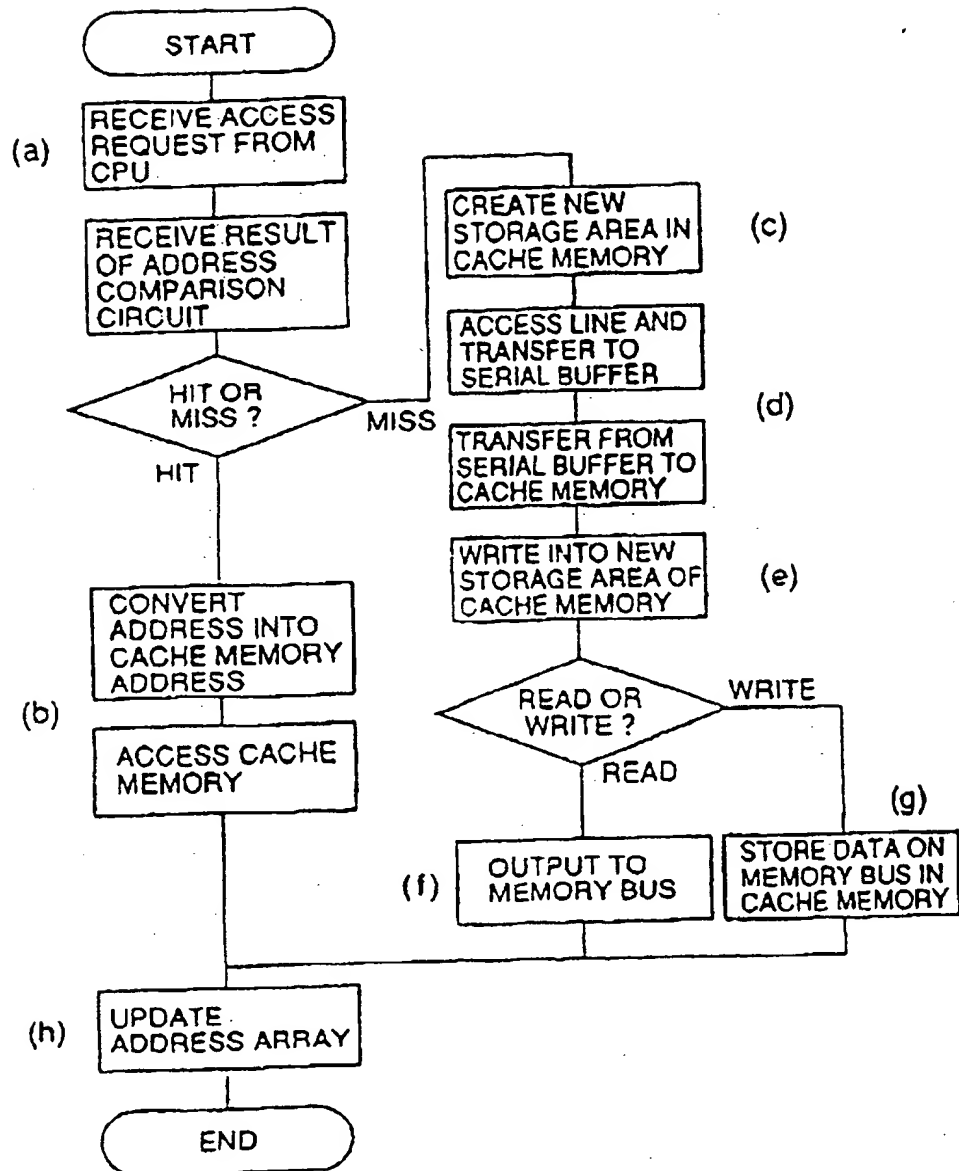 START
(a)
RECEIVE ACCESS
REQUEST FROM
CPU
RECEIVE RESULT
OF ADDRESS
COMPARISON
CIRCUIT
HIT OR
MISS ?
MISS
HIT
CONVERT
ADDRESS INTO
CACHE MEMORY
ADDRESS
(b)
ACCESS CACHE
MEMORY
CREATE NEW
STORAGE AREA IN
CACHE MEMORY
(c)
ACCESS LINE AND
TRANSFER TO
SERIAL BUFFER
(d)
TRANSFER FROM
SERIAL BUFFER TO
CACHE MEMORY
WRITE INTO NEW
STORAGE AREA OF
CACHE MEMORY
(e)
READ OR
WRITE ?
WRITE
READ
(f)
OUTPUT TO
MEMORY BUS
(g)
STORE DATA ON
MEMORY BUS IN
CACHE MEMORY
(h)
UPDATE
ADDRESS ARRAY
END